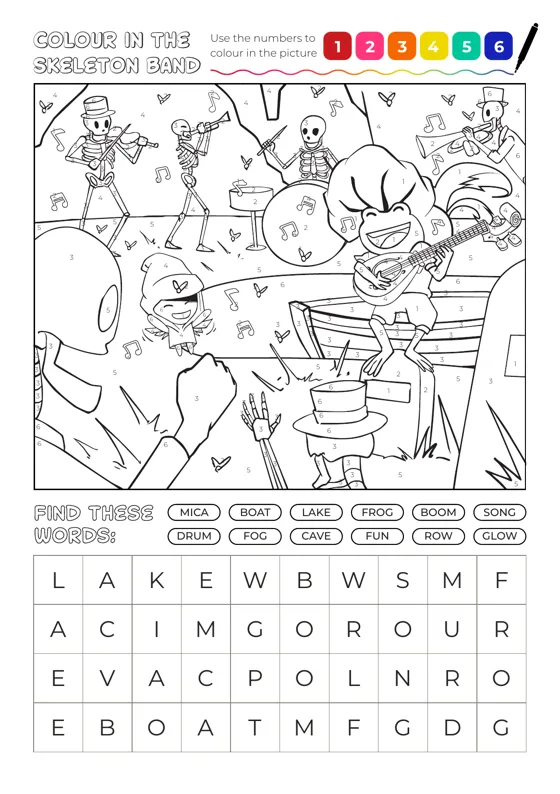 COLOUR IN THE
SKELETON BAND
Use the numbers to
colour in the picture
1 2 3 4 5 6
FIND THESE
WORDS:
MICA BOAT LAKE FROG BOOM SONG
DRUM FOG CAVE FUN ROW GLOW
L A K E W B W S M F
A C I M G O R O U R
E V A C P O L N R O
E B O A T M F G D G